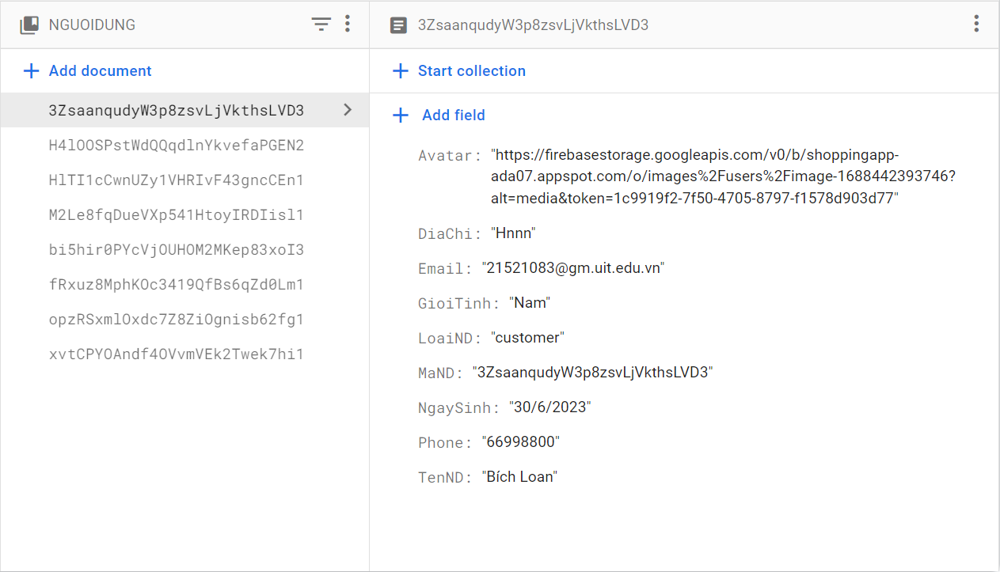 NGUOIDUNG
Add document
3ZsaanqudyW3p8zsvLjVkthsLVD3
H4lOOSPstWdQQqdlnYkvefaPGEN2
HlTI1cCwnUZy1VHRIvF43gncCEn1
M2Le8fqDueVXp541HtoyIRDIisl1
bi5hir0PYcVjOUHOM2MKep83xoI3
fRxuz8MphKOc3419QfBs6qZd0Lm1
opzRSxmlOxdc7Z8ZiOgnisb62fg1
xvtCPYOAndf4OVvmVEk2Twek7hi1
3ZsaanqudyW3p8zsvLjVkthsLVD3
Start collection
Add field
Avatar: "https://firebasestorage.googleapis.com/v0/b/shoppingapp-
ada07.appspot.com/o/images%2Fusers%2Fimage-1688442393746?
alt=media&token=1c9919f2-7f50-4705-8797-f1578d903d77"
DiaChi: "Hnnn"
Email: "21521083@gm.uit.edu.vn"
GioiTinh: "Nam"
LoaiND: "customer"
MaND: "3ZsaanqudyW3p8zsvLjVkthsLVD3"
NgaySinh: "30/6/2023"
Phone: "66998800"
TenND: "Bích Loan"